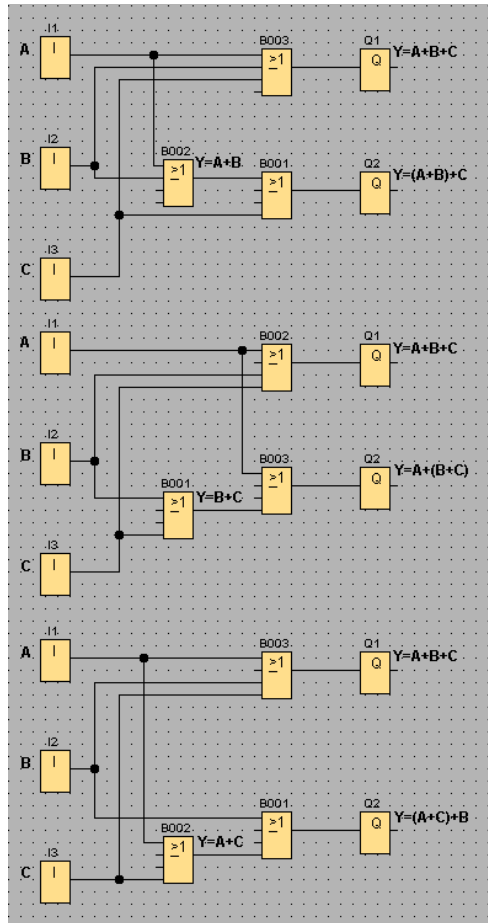 I1 B003 Q1
A I >1 Q Y=A+B+C
I2 B002 Y=A+B B001 Q2
B I >1 >1 Q Y=(A+B)+C
I3
C I
I1 B002 Q1
A I >1 Q Y=A+B+C
I2 B003 Q2
B I >1 Q Y=A+(B+C)
B001 Y=B+C
>1
I3
C I
I1 B003 Q1
A I >1 Q Y=A+B+C
I2
B I
B001 Q2
>1 Q Y=(A+C)+B
I3 B002 Y=A+C
C I >1